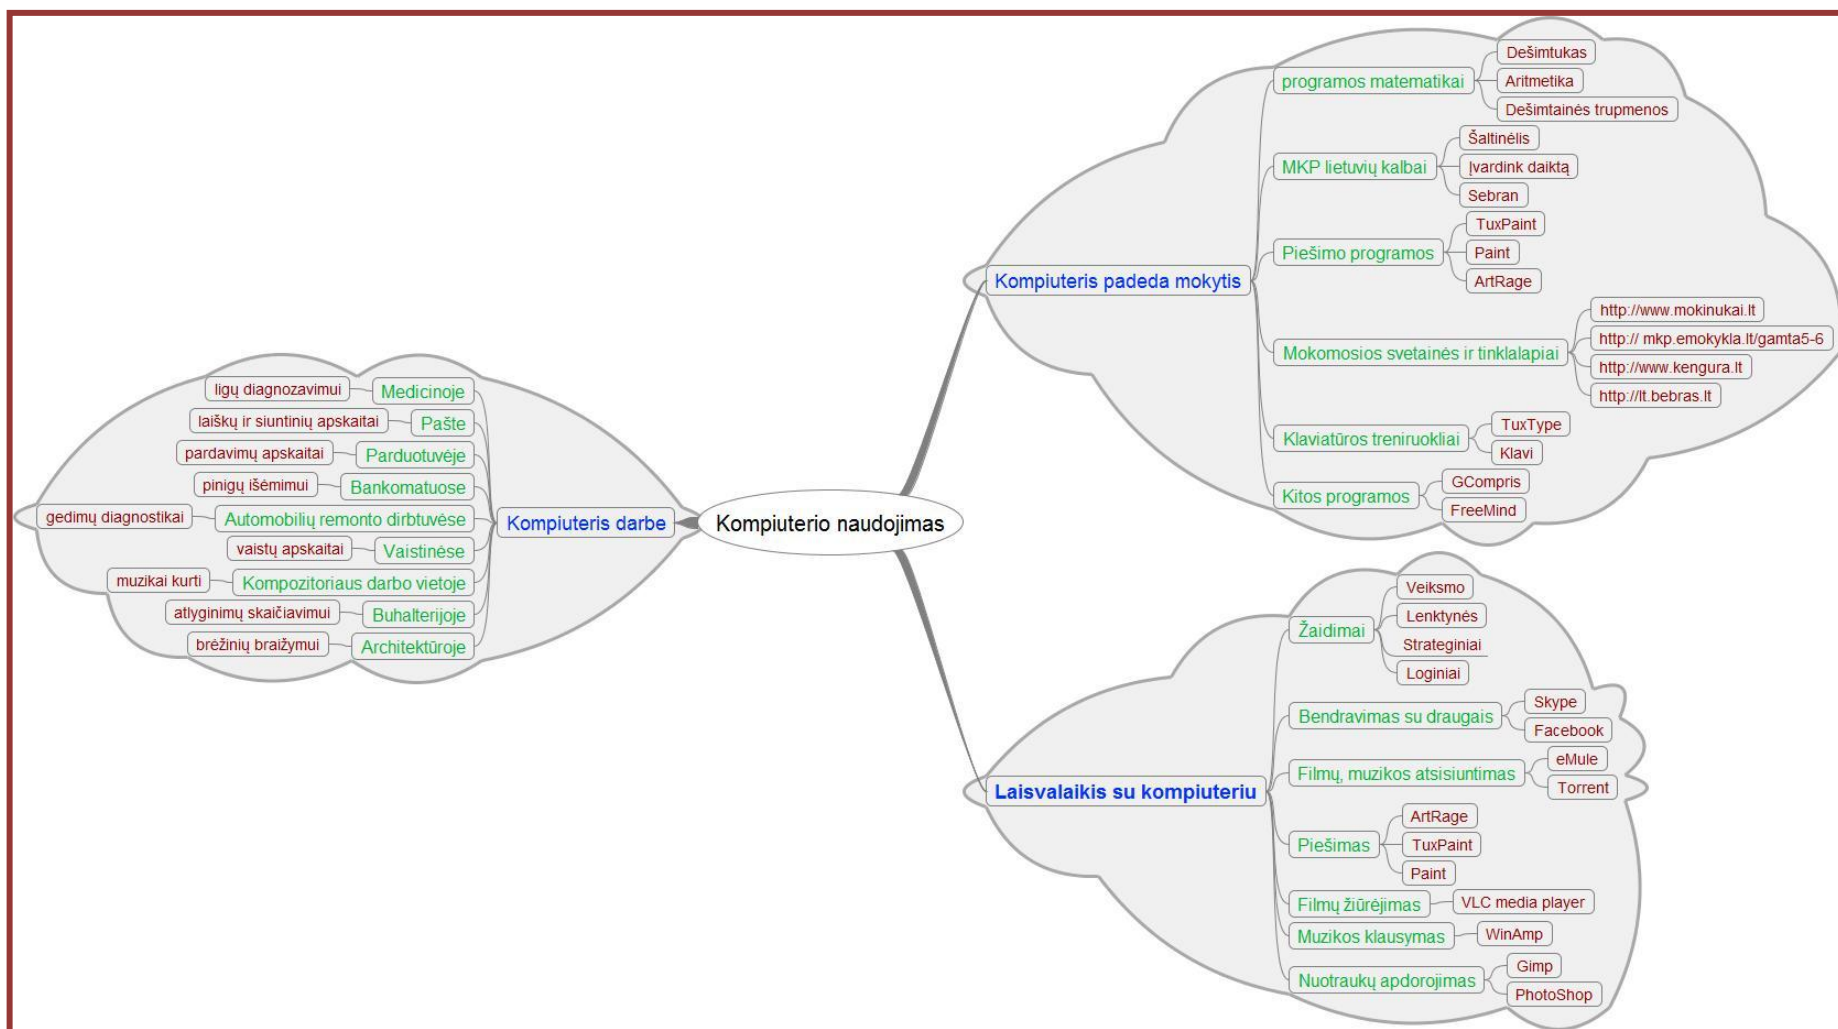 Kompiuterio naudojimas
Kompiuteris padeda mokytis
programos matematikai
Dešimtukas
Aritmetika
Dešimtainės trupmenos
MKP lietuvių kalbai
Šaltinėlis
Įvardink daiktą
Sebran
Piešimo programos
TuxPaint
Paint
ArtRage
Mokomosios svetainės ir tinklalapiai
http://www.mokinukai.lt
http:// mkp.emokykla.lt/gamta5-6
http://www.kengura.lt
http://lt.bebras.lt
Klaviatūros treniruokliai
TuxType
Klavi
Kitos programos
GCompris
FreeMind
Laisvalaikis su kompiuteriu
Žaidimai
Veiksmo
Lenktynės
Strateginiai
Loginiai
Bendravimas su draugais
Skype
Facebook
Filmų, muzikos atsisiuntimas
eMule
Torrent
Piešimas
ArtRage
TuxPaint
Paint
Filmų žiūrėjimas
VLC media player
Muzikos klausymas
WinAmp
Nuotraukų apdorojimas
Gimp
PhotoShop
Kompiuteris darbe
Medicinoje
ligų diagnozavimui
Pašte
laiškų ir siuntinių apskaitai
Parduotuvėje
pardavimų apskaitai
Bankomatuose
pinigų išėmimui
Automobilių remonto dirbtuvėse
gedimų diagnostikai
Vaistinėse
vaistų apskaitai
Kompozitoriaus darbo vietoje
muzikai kurti
Buhalterijoje
atlyginimų skaičiavimui
Architektūroje
brėžinių braižymui